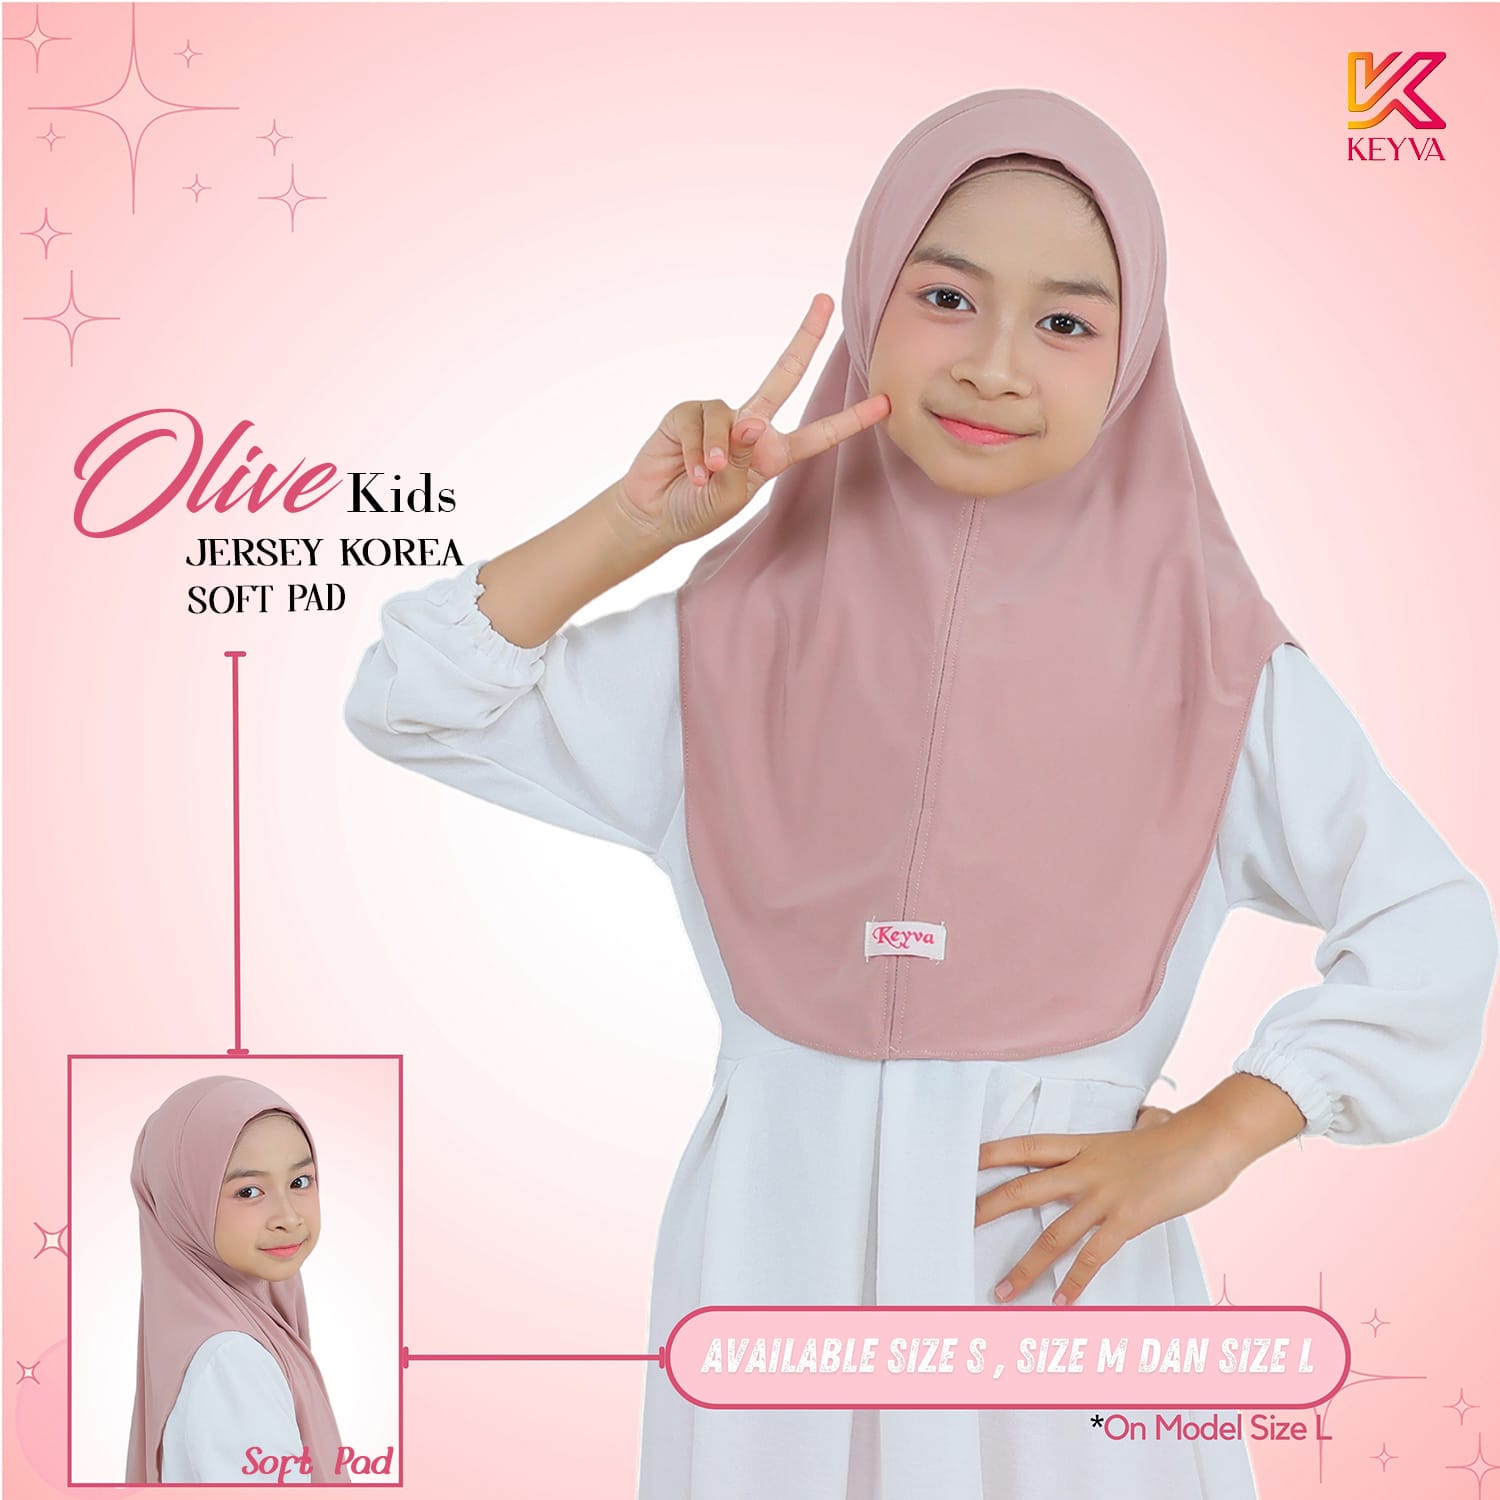 KEYVA
Olive Kids
JERSEY KOREA
SOFT PAD
Keyva
Soft Pad
AVAILABLE SIZE S , SIZE M DAN SIZE L
*On Model Size L